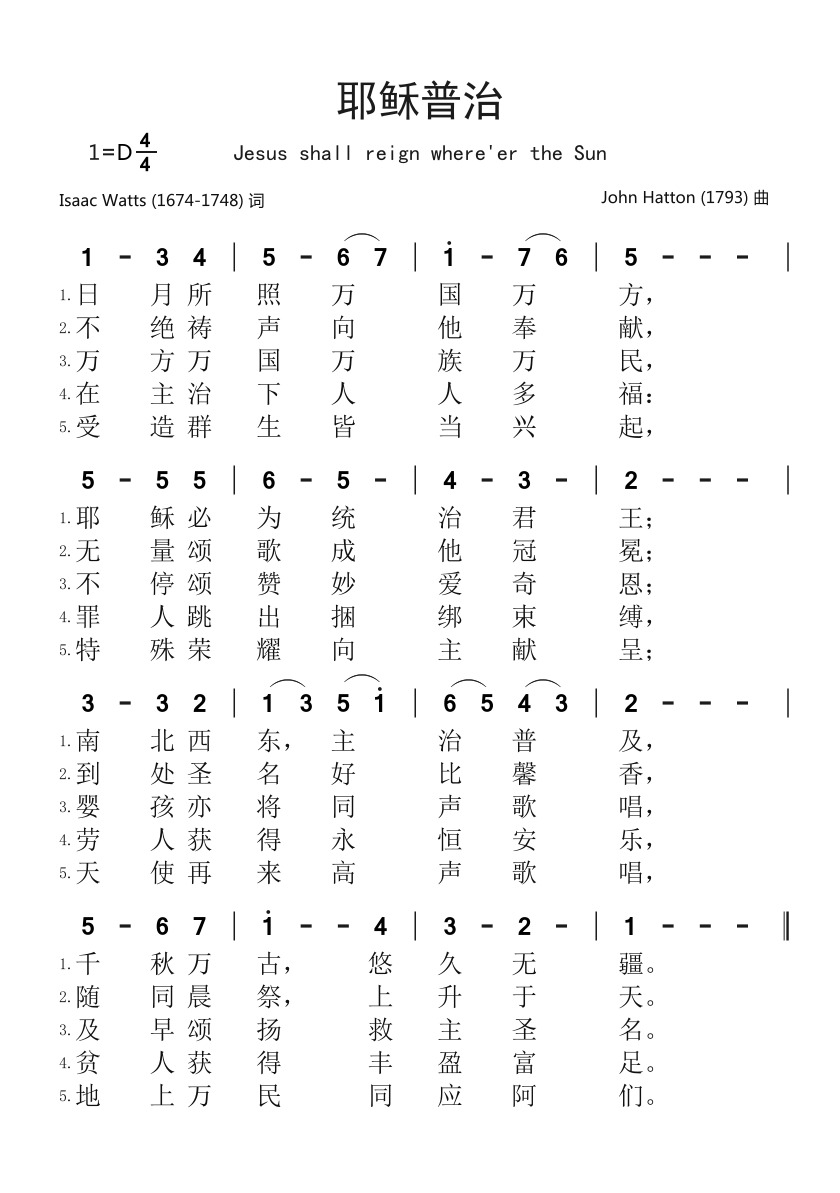 耶稣普治
1=D 4/4 Jesus shall reign where'er the Sun
Isaac Watts (1674-1748) 词 John Hatton (1793) 曲
1 - 3 4 | 5 - 6 7 | i - 7 6 | 5 - - - |
1. 日月所照万国万方，
2. 不绝祷声向他奉献，
3. 万方万国万族万民，
4. 在主治下人人多福：
5. 受造群生皆当兴起，
5 - 5 5 | 6 - 5 - | 4 - 3 - | 2 - - - |
1. 耶稣必为统治君王；
2. 无量颂歌成他冠冕；
3. 不停颂赞妙爱奇恩；
4. 罪人跳出捆绑束缚，
5. 特殊荣耀向主献呈；
3 - 3 2 | 1 3 5 i | 6 5 4 3 | 2 - - - |
1. 南北西东，主治普及，
2. 到处圣名好比馨香，
3. 婴孩亦将同声歌唱，
4. 劳人获得永恒安乐，
5. 天使再来高声歌唱，
5 - 6 7 | i - - 4 | 3 - 2 - | 1 - - - ‖
1. 千秋万古，悠久无疆。
2. 随同晨祭，上升于天。
3. 及早颂扬救主圣名。
4. 贫人获得丰盈富足。
5. 地上万民同应阿们。